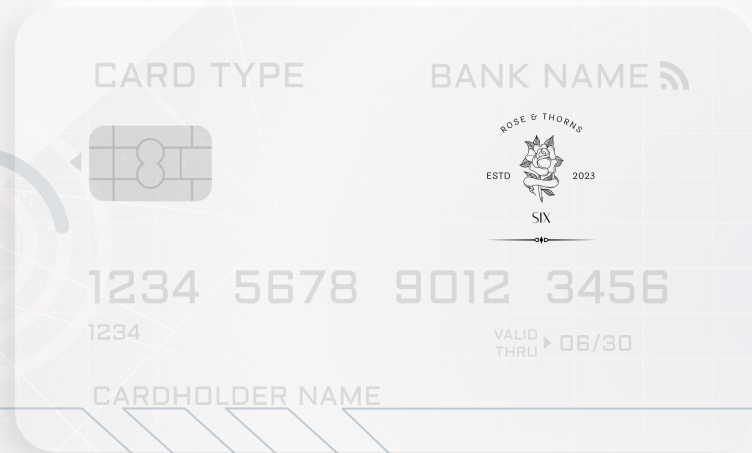 CARD TYPE
BANK NAME
ROSE & THORNS
ESTD 2023
SIX
1234 5678 9012 3456
1234
VALID THRU 06/30
CARDHOLDER NAME